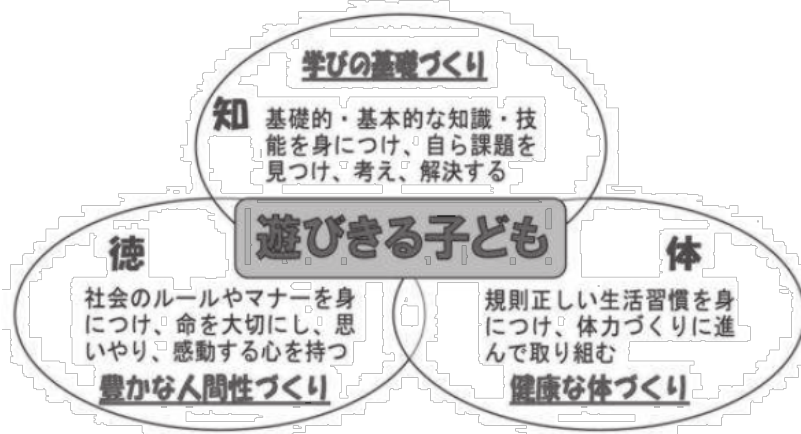 学びの基礎づくり
知
基礎的・基本的な知識・技
能を身につけ、自ら課題を
見つけ、考え、解決する
遊びきる子ども
徳
社会のルールやマナーを身
につけ、命を大切にし、思
いやり、感動する心を持つ
豊かな人間性づくり
体
規則正しい生活習慣を身
につけ、体力づくりに進
んで取り組む
健康な体づくり